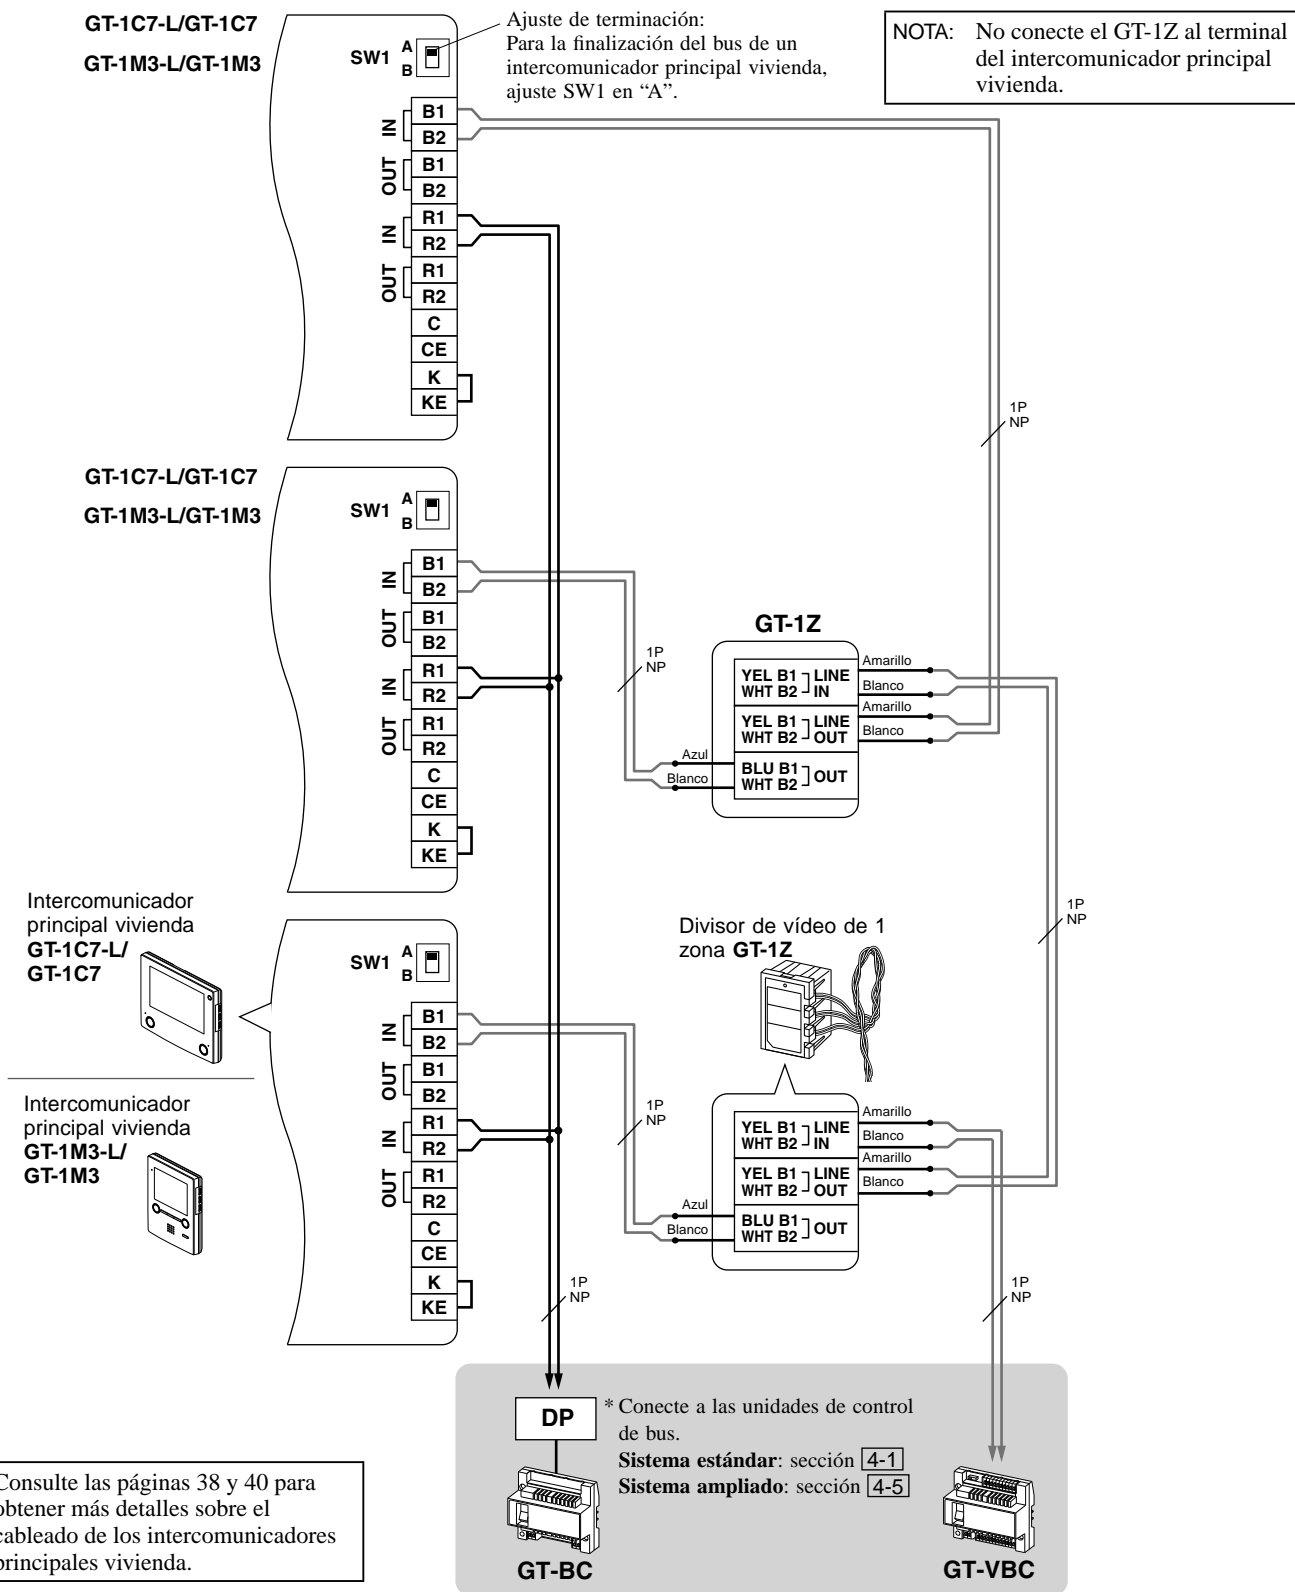 GT-1C7-L/GT-1C7
GT-1M3-L/GT-1M3
SW1
A
B
Ajuste de terminación:
Para la finalización del bus de un
intercomunicador principal vivienda,
ajuste SW1 en “A”.
NOTA: No conecte el GT-1Z al terminal
del intercomunicador principal
vivienda.
IN
B1
B2
OUT
B1
B2
IN
R1
R2
OUT
R1
R2
C
CE
K
KE
1P
NP
GT-1C7-L/GT-1C7
GT-1M3-L/GT-1M3
SW1
A
B
IN
B1
B2
OUT
B1
B2
IN
R1
R2
OUT
R1
R2
C
CE
K
KE
1P
NP
GT-1Z
YEL B1 LINE
WHT B2 IN
YEL B1 LINE
WHT B2 OUT
BLU B1
WHT B2 OUT
Amarillo
Blanco
Amarillo
Blanco
Azul
Blanco
1P
NP
Intercomunicador
principal vivienda
GT-1C7-L/
GT-1C7
Intercomunicador
principal vivienda
GT-1M3-L/
GT-1M3
SW1
A
B
IN
B1
B2
OUT
B1
B2
IN
R1
R2
OUT
R1
R2
C
CE
K
KE
1P
NP
Divisor de vídeo de 1
zona GT-1Z
YEL B1 LINE
WHT B2 IN
YEL B1 LINE
WHT B2 OUT
BLU B1
WHT B2 OUT
Amarillo
Blanco
Amarillo
Blanco
Azul
Blanco
1P
NP
1P
NP
DP
* Conecte a las unidades de control
de bus.
Sistema estándar: sección 4-1
Sistema ampliado: sección 4-5
GT-BC
GT-VBC
Consulte las páginas 38 y 40 para
obtener más detalles sobre el
cableado de los intercomunicadores
principales vivienda.